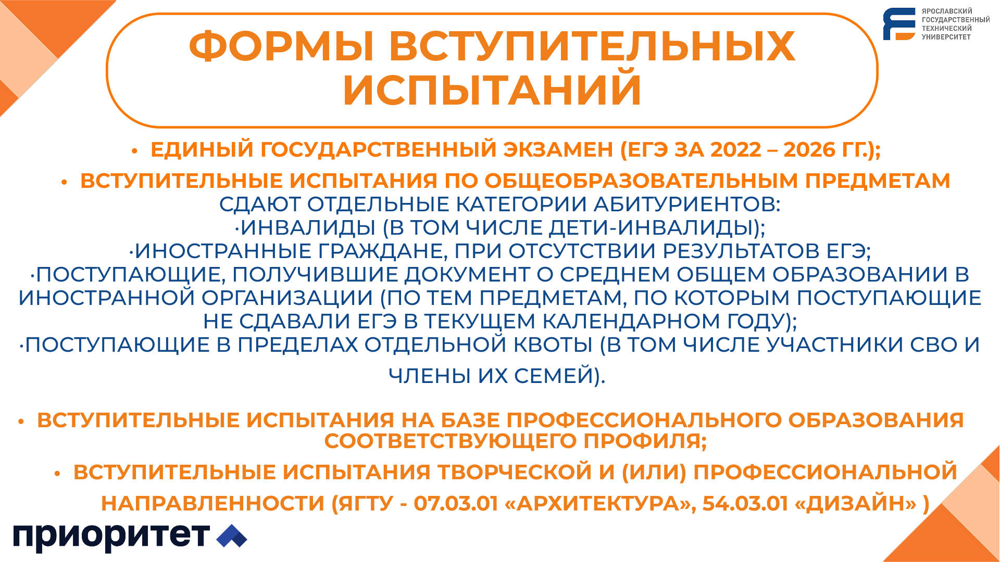 ЯРОСЛАВСКИЙ
ГОСУДАРСТВЕННЫЙ
ТЕХНИЧЕСКИЙ
УНИВЕРСИТЕТ
ФОРМЫ ВСТУПИТЕЛЬНЫХ
ИСПЫТАНИЙ
• ЕДИНЫЙ ГОСУДАРСТВЕННЫЙ ЭКЗАМЕН (ЕГЭ ЗА 2022 – 2026 ГГ.);
• ВСТУПИТЕЛЬНЫЕ ИСПЫТАНИЯ ПО ОБЩЕОБРАЗОВАТЕЛЬНЫМ ПРЕДМЕТАМ
СДАЮТ ОТДЕЛЬНЫЕ КАТЕГОРИИ АБИТУРИЕНТОВ:
·ИНВАЛИДЫ (В ТОМ ЧИСЛЕ ДЕТИ-ИНВАЛИДЫ);
·ИНОСТРАННЫЕ ГРАЖДАНЕ, ПРИ ОТСУТСТВИИ РЕЗУЛЬТАТОВ ЕГЭ;
·ПОСТУПАЮЩИЕ, ПОЛУЧИВШИЕ ДОКУМЕНТ О СРЕДНЕМ ОБЩЕМ ОБРАЗОВАНИИ В
ИНОСТРАННОЙ ОРГАНИЗАЦИИ (ПО ТЕМ ПРЕДМЕТАМ, ПО КОТОРЫМ ПОСТУПАЮЩИЕ
НЕ СДАВАЛИ ЕГЭ В ТЕКУЩЕМ КАЛЕНДАРНОМ ГОДУ);
·ПОСТУПАЮЩИЕ В ПРЕДЕЛАХ ОТДЕЛЬНОЙ КВОТЫ (В ТОМ ЧИСЛЕ УЧАСТНИКИ СВО И
ЧЛЕНЫ ИХ СЕМЕЙ).
• ВСТУПИТЕЛЬНЫЕ ИСПЫТАНИЯ НА БАЗЕ ПРОФЕССИОНАЛЬНОГО ОБРАЗОВАНИЯ
СООТВЕТСТВУЮЩЕГО ПРОФИЛЯ;
• ВСТУПИТЕЛЬНЫЕ ИСПЫТАНИЯ ТВОРЧЕСКОЙ И (ИЛИ) ПРОФЕССИОНАЛЬНОЙ
НАПРАВЛЕННОСТИ (ЯГТУ - 07.03.01 «АРХИТЕКТУРА», 54.03.01 «ДИЗАЙН» )
приоритет